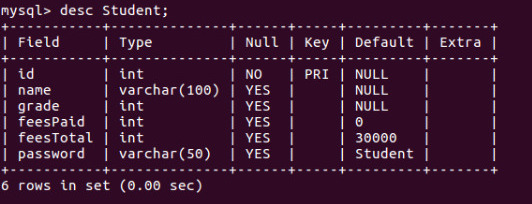 mysql> desc Student;
+-----------+--------------+------+-----+---------+-------+
| Field     | Type         | Null | Key | Default | Extra |
+-----------+--------------+------+-----+---------+-------+
| id        | int          | NO   | PRI | NULL    |       |
| name      | varchar(100) | YES  |     | NULL    |       |
| grade     | int          | YES  |     | NULL    |       |
| feesPaid  | int          | YES  |     | 0       |       |
| feesTotal | int          | YES  |     | 30000   |       |
| password  | varchar(50)  | YES  |     | Student |       |
+-----------+--------------+------+-----+---------+-------+
6 rows in set (0.00 sec)